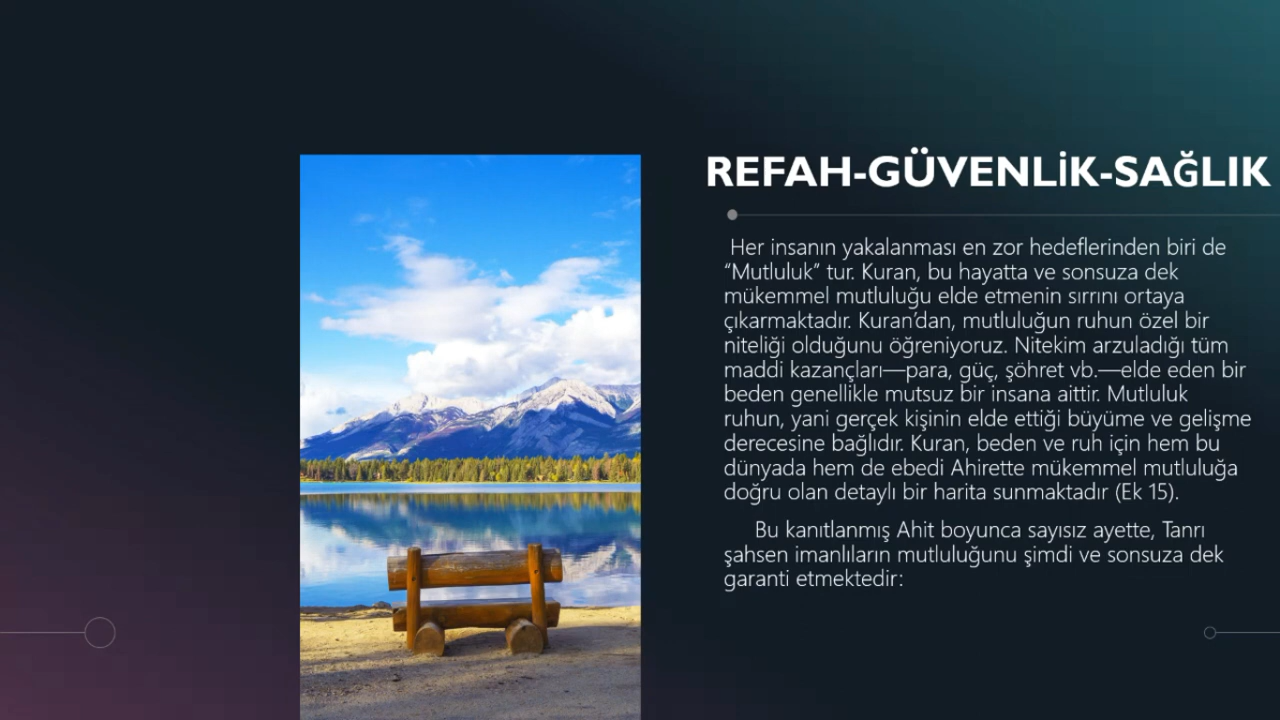 REFAH-GÜVENLİK-SAĞLIK
Her insanın yakalanması en zor hedeflerinden biri de
“Mutluluk” tur. Kuran, bu hayatta ve sonsuza dek
mükemmel mutluluğu elde etmenin sırrını ortaya
çıkarmaktadır. Kuran’dan, mutluluğun ruhun özel bir
niteliği olduğunu öğreniyoruz. Nitekim arzuladığı tüm
maddi kazançları—para, güç, şöhret vb.—elde eden bir
beden genellikle mutsuz bir insana aittir. Mutluluk
ruhun, yani gerçek kişinin elde ettiği büyüme ve gelişme
derecesine bağlıdır. Kuran, beden ve ruh için hem bu
dünyada hem de ebedi Ahirette mükemmel mutluluğa
doğru olan detaylı bir harita sunmaktadır (Ek 15).
Bu kanıtlanmış Ahit boyunca sayısız ayette, Tanrı
şahsen imanlıların mutluluğunu şimdi ve sonsuza dek
garanti etmektedir: